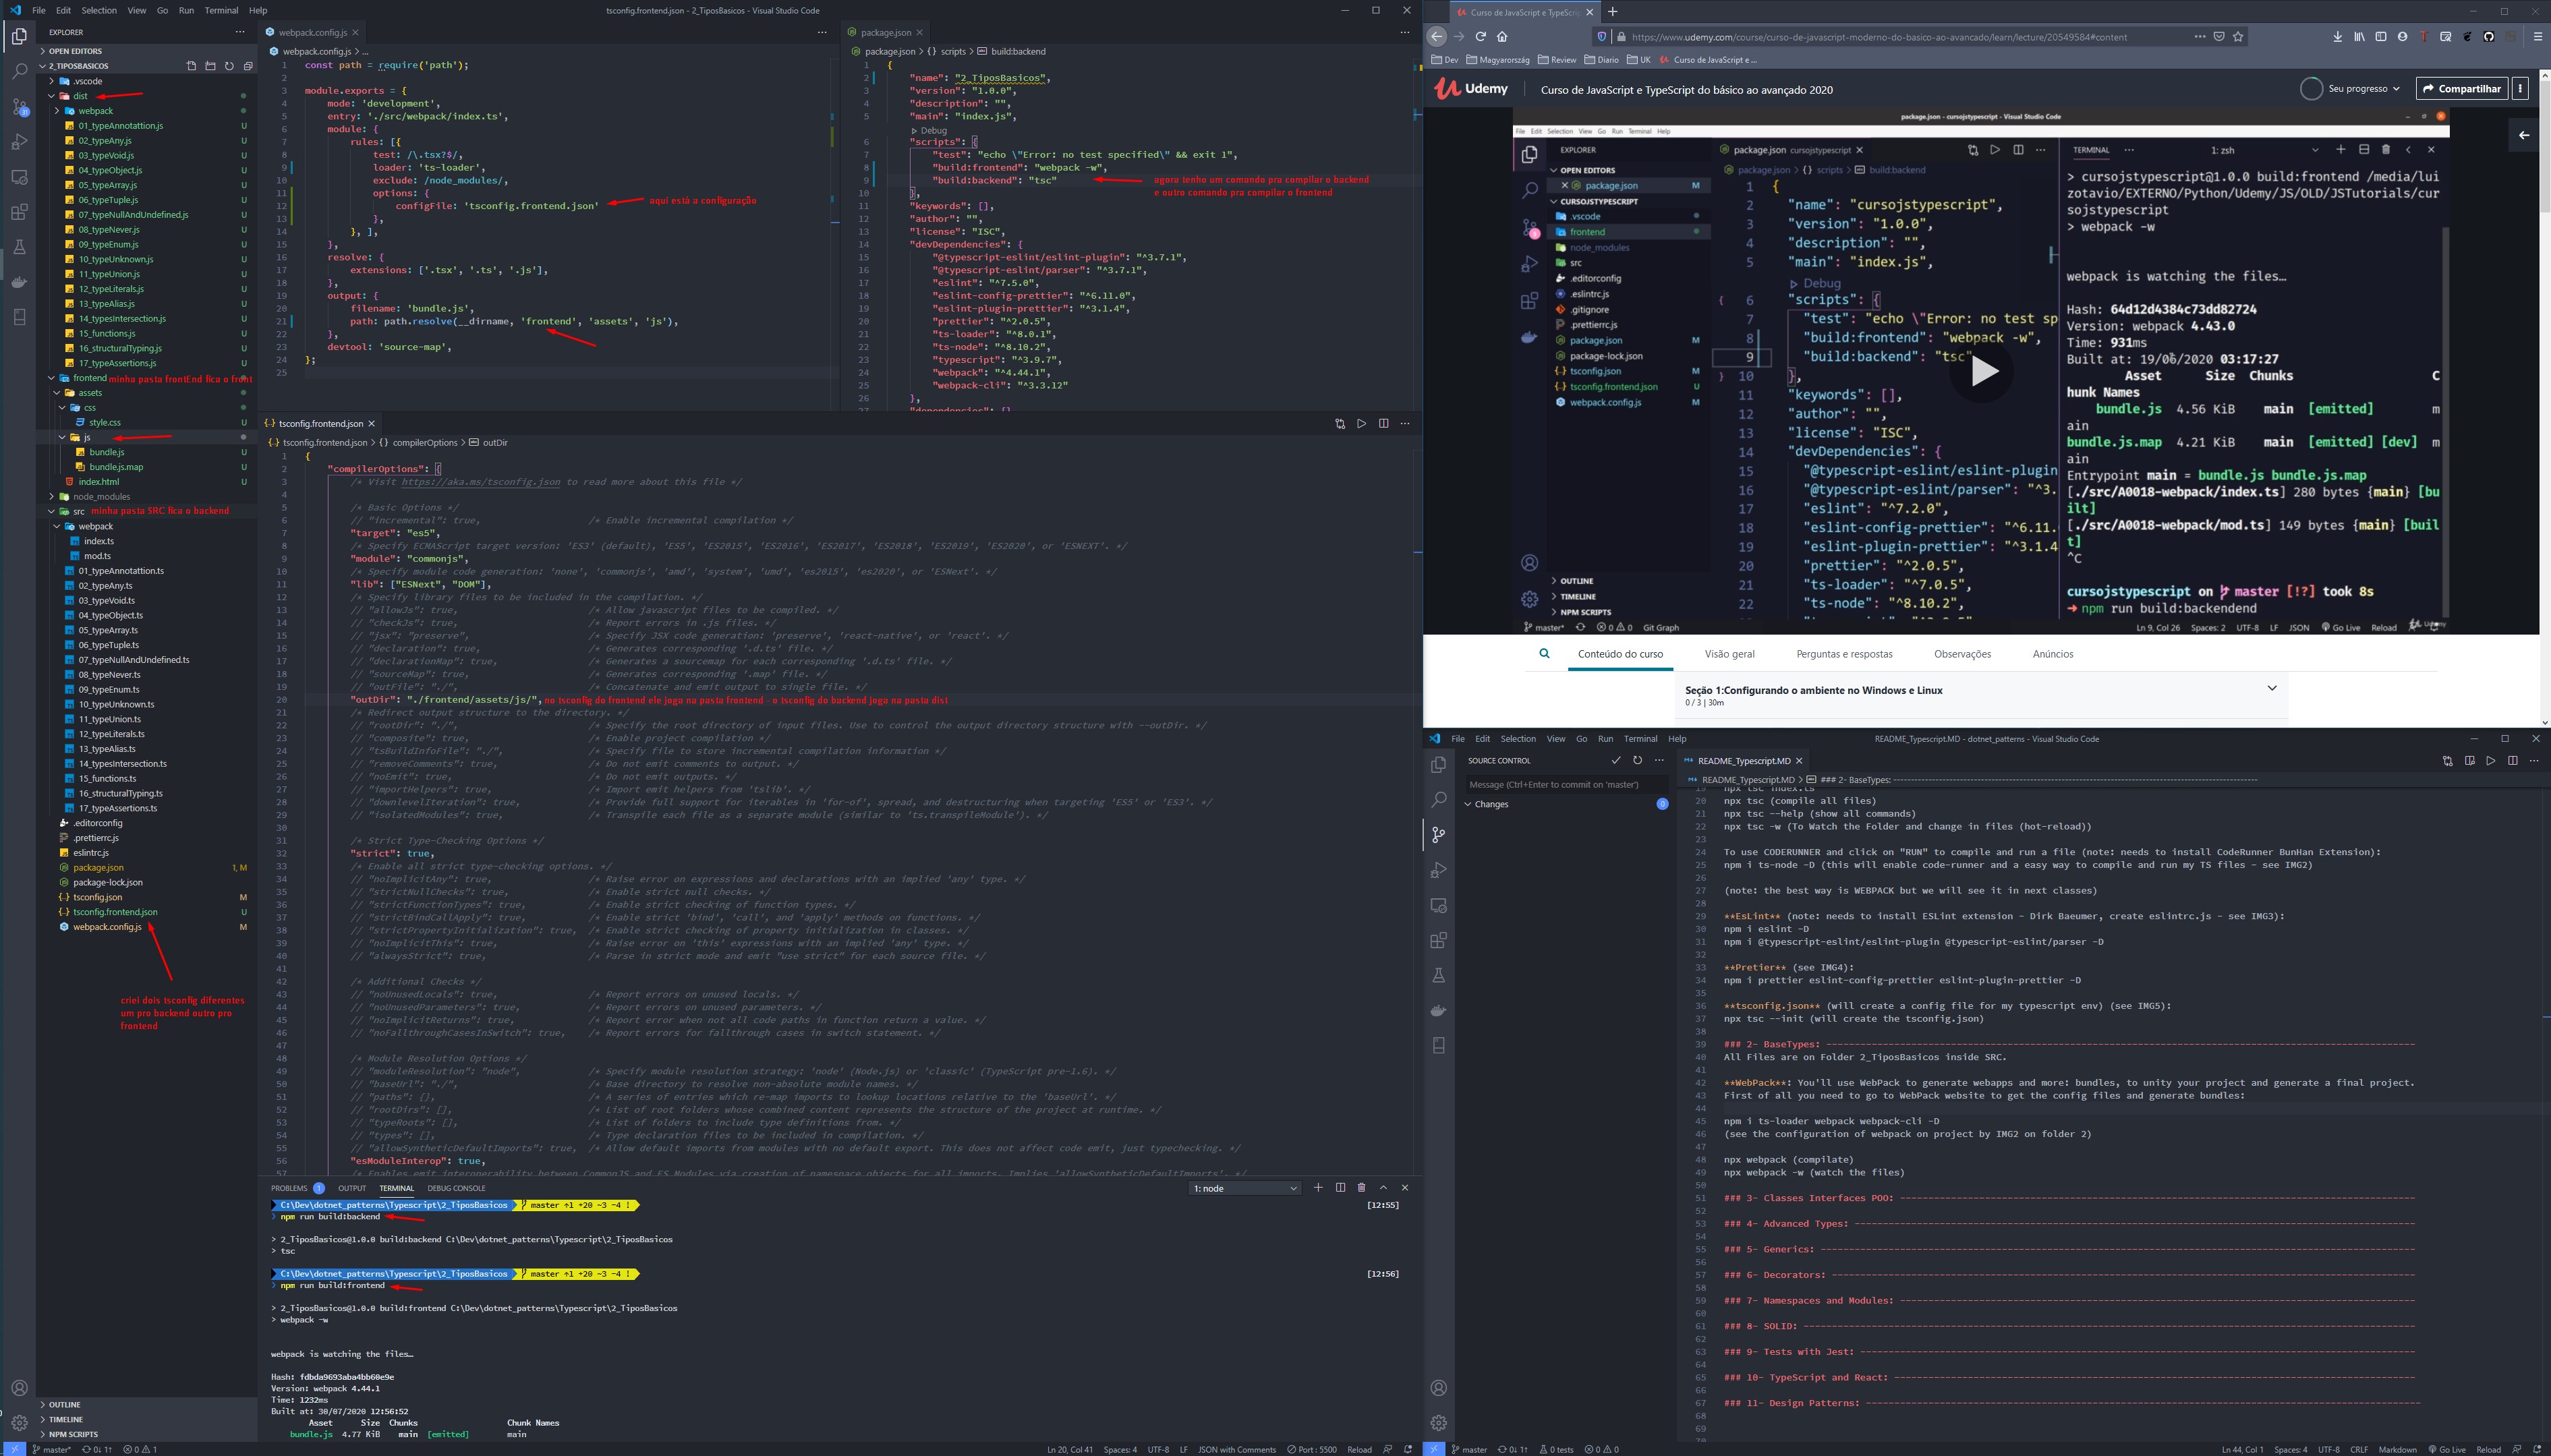 File Edit Selection View Go Run Terminal Help
tsconfig.frontend.json - 2_TiposBasicos - Visual Studio Code
EXPLORER
OPEN EDITORS
2_TIPOSBASICOS
.vscode
dist
webpack
01_typeAnnotattion.js U
02_typeAny.js U
03_typeVoid.js U
04_typeObject.js U
05_typeArray.js U
06_typeTuple.js U
07_typeNullAndUndefined.js U
08_typeNever.js U
09_typeEnum.js U
10_typeUnknown.js U
11_typeUnion.js U
12_typeLiterals.js U
13_typeAlias.js U
14_typesIntersection.js U
15_functions.js U
16_structuralTyping.js U
17_typeAssertions.js U
frontend minha pasta frontEnd fica o front
assets
css
style.css U
js
bundle.js U
bundle.js.map U
index.html U
node_modules
src minha pasta SRC fica o backend
webpack
index.ts
mod.ts
01_typeAnnotattion.ts
02_typeAny.ts
03_typeVoid.ts
04_typeObject.ts
05_typeArray.ts
06_typeTuple.ts
07_typeNullAndUndefined.ts
08_typeNever.ts
09_typeEnum.ts
10_typeUnknown.ts
11_typeUnion.ts
12_typeLiterals.ts
13_typeAlias.ts
14_typesIntersection.ts
15_functions.ts
16_structuralTyping.ts
17_typeAssertions.ts
.editorconfig
.prettierrc.js
eslintrc.js
package.json 1, M
package-lock.json
tsconfig.json M
tsconfig.frontend.json U
webpack.config.js M
criei dois tsconfig diferentes
um pro backend outro pro
frontend
OUTLINE
TIMELINE
NPM SCRIPTS
webpack.config.js
webpack.config.js > ...
1 const path = require('path');
2
3 module.exports = {
4 mode: 'development',
5 entry: './src/webpack/index.ts',
6 module: {
7 rules: [{
8 test: /\.tsx?$/,
9 loader: 'ts-loader',
10 exclude: /node_modules/,
11 options: {
12 configFile: 'tsconfig.frontend.json' aqui está a configuração
13 },
14 }, ],
15 },
16 resolve: {
17 extensions: ['.tsx', '.ts', '.js'],
18 },
19 output: {
20 filename: 'bundle.js',
21 path: path.resolve(__dirname, 'frontend', 'assets', 'js'),
22 },
23 devtool: 'source-map',
24 };
25
package.json
package.json > {} scripts > build:backend
1 {
2 "name": "2_TiposBasicos",
3 "version": "1.0.0",
4 "description": "",
5 "main": "index.js",
Debug
6 "scripts": {
7 "test": "echo \"Error: no test specified\" && exit 1",
8 "build:frontend": "webpack -w",
9 "build:backend": "tsc"
agora tenho um comando pra compilar o backend
e outro comando pra compilar o frontend
10 },
11 "keywords": [],
12 "author": "",
13 "license": "ISC",
14 "devDependencies": {
15 "@typescript-eslint/eslint-plugin": "^3.7.1",
16 "@typescript-eslint/parser": "^3.7.1",
17 "eslint": "^7.5.0",
18 "eslint-config-prettier": "^6.11.0",
19 "eslint-plugin-prettier": "^3.1.4",
20 "prettier": "^2.0.5",
21 "ts-loader": "^8.0.1",
22 "ts-node": "^8.10.2",
23 "typescript": "^3.9.7",
24 "webpack": "^4.44.1",
25 "webpack-cli": "^3.3.12"
26 },
27 "dependencies": {}
tsconfig.frontend.json
tsconfig.frontend.json > {} compilerOptions > outDir
1 {
2 "compilerOptions": {
3 /* Visit https://aka.ms/tsconfig.json to read more about this file */
4
5 /* Basic Options */
6 // "incremental": true, /* Enable incremental compilation */
7 "target": "es5",
8 /* Specify ECMAScript target version: 'ES3' (default), 'ES5', 'ES2015', 'ES2016', 'ES2017', 'ES2018', 'ES2019', 'ES2020', or 'ESNEXT'. */
9 "module": "commonjs",
10 /* Specify module code generation: 'none', 'commonjs', 'amd', 'system', 'umd', 'es2015', 'es2020', or 'ESNext'. */
11 "lib": ["ESNext", "DOM"],
12 /* Specify library files to be included in the compilation. */
13 // "allowJs": true, /* Allow javascript files to be compiled. */
14 // "checkJs": true, /* Report errors in .js files. */
15 // "jsx": "preserve", /* Specify JSX code generation: 'preserve', 'react-native', or 'react'. */
16 // "declaration": true, /* Generates corresponding '.d.ts' file. */
17 // "declarationMap": true, /* Generates a sourcemap for each corresponding '.d.ts' file. */
18 // "sourceMap": true, /* Generates corresponding '.map' file. */
19 // "outFile": "./", /* Concatenate and emit output to single file. */
20 "outDir": "./frontend/assets/js/", no tsconfig do frontend ele joga na pasta frontend - o tsconfig do backend joga na pasta dist
21 /* Redirect output structure to the directory. */
22 // "rootDir": "./", /* Specify the root directory of input files. Use to control the output directory structure with --outDir. */
23 // "composite": true, /* Enable project compilation */
24 // "tsBuildInfoFile": "./", /* Specify file to store incremental compilation information */
25 // "removeComments": true, /* Do not emit comments to output. */
26 // "noEmit": true, /* Do not emit outputs. */
27 // "importHelpers": true, /* Import emit helpers from 'tslib'. */
28 // "downlevelIteration": true, /* Provide full support for iterables in 'for-of', spread, and destructuring when targeting 'ES5' or 'ES3'. */
29 // "isolatedModules": true, /* Transpile each file as a separate module (similar to 'ts.transpileModule'). */
30
31 /* Strict Type-Checking Options */
32 "strict": true,
33 /* Enable all strict type-checking options. */
34 // "noImplicitAny": true, /* Raise error on expressions and declarations with an implied 'any' type. */
35 // "strictNullChecks": true, /* Enable strict null checks. */
36 // "strictFunctionTypes": true, /* Enable strict checking of function types. */
37 // "strictBindCallApply": true, /* Enable strict 'bind', 'call', and 'apply' methods on functions. */
38 // "strictPropertyInitialization": true, /* Enable strict checking of property initialization in classes. */
39 // "noImplicitThis": true, /* Raise error on 'this' expressions with an implied 'any' type. */
40 // "alwaysStrict": true, /* Parse in strict mode and emit "use strict" for each source file. */
41
42 /* Additional Checks */
43 // "noUnusedLocals": true, /* Report errors on unused locals. */
44 // "noUnusedParameters": true, /* Report errors on unused parameters. */
45 // "noImplicitReturns": true, /* Report error when not all code paths in function return a value. */
46 // "noFallthroughCasesInSwitch": true, /* Report errors for fallthrough cases in switch statement. */
47
48 /* Module Resolution Options */
49 // "moduleResolution": "node", /* Specify module resolution strategy: 'node' (Node.js) or 'classic' (TypeScript pre-1.6). */
50 // "baseUrl": "./", /* Base directory to resolve non-absolute module names. */
51 // "paths": {}, /* A series of entries which re-map imports to lookup locations relative to the 'baseUrl'. */
52 // "rootDirs": [], /* List of root folders whose combined content represents the structure of the project at runtime. */
53 // "typeRoots": [], /* List of folders to include type definitions from. */
54 // "types": [], /* Type declaration files to be included in compilation. */
55 // "allowSyntheticDefaultImports": true, /* Allow default imports from modules with no default export. This does not affect code emit, just typechecking. */
56 "esModuleInterop": true,
57 /* Enables emit interoperability between CommonJS and ES Modules via creation of namespace objects for all imports. Implies 'allowSyntheticDefaultImports'. */
PROBLEMS 1 OUTPUT TERMINAL DEBUG CONSOLE 1: node
C:\Dev\dotnet_patterns\Typescript\2_TiposBasicos master ↑1 +20 ~3 -4 ! [12:55]
npm run build:backend
> 2_TiposBasicos@1.0.0 build:backend C:\Dev\dotnet_patterns\Typescript\2_TiposBasicos
> tsc
C:\Dev\dotnet_patterns\Typescript\2_TiposBasicos master ↑1 +20 ~3 -4 ! [12:56]
npm run build:frontend
> 2_TiposBasicos@1.0.0 build:frontend C:\Dev\dotnet_patterns\Typescript\2_TiposBasicos
> webpack -w
webpack is watching the files…
Hash: fdbda9693aba4bb60e9e
Version: webpack 4.44.1
Time: 1232ms
Built at: 30/07/2020 12:56:52
Asset Size Chunks Chunk Names
bundle.js 4.77 KiB main [emitted] main
master* 0↓ 1↑ 0 1
Ln 20, Col 41 Spaces: 4 UTF-8 LF JSON with Comments Port : 5500 Reload
Curso de JavaScript e TypeScrip
https://www.udemy.com/course/curso-de-javascript-moderno-do-basico-ao-avancado/learn/lecture/20549584#content
Dev Magyarország Review Diario UK Curso de JavaScript e ...
Udemy Curso de JavaScript e TypeScript do básico ao avançado 2020
Seu progresso Compartilhar
package.json - cursojstypescript - Visual Studio Code
File Edit Selection View Go Run Terminal Help
EXPLORER
OPEN EDITORS
package.json M
CURSOJSTYPESCRIPT
.vscode
frontend
node_modules
src
.editorconfig
.eslintrc.js
.gitignore
.prettierrc.js
package.json M
package-lock.json
tsconfig.json M
tsconfig.frontend.json U
webpack.config.js M
OUTLINE
TIMELINE
NPM SCRIPTS
package.json cursojstypescript
package.json > {} scripts > build:backend
1 {
2 "name": "cursojstypescript",
3 "version": "1.0.0",
4 "description": "",
5 "main": "index.js",
Debug
6 "scripts": {
7 "test": "echo \"Error: no test sp
8 "build:frontend": "webpack -w",
9 "build:backend": "tsc"
10 },
11 "keywords": [],
12 "author": "",
13 "license": "ISC",
14 "devDependencies": {
15 "@typescript-eslint/eslint-plugin
16 "@typescript-eslint/parser": "^3.
17 "eslint": "^7.2.0",
18 "eslint-config-prettier": "^6.11.
19 "eslint-plugin-prettier": "^3.1.4
20 "prettier": "^2.0.5",
21 "ts-loader": "^7.0.5",
22 "ts-node": "^8.10.2",
TERMINAL 1: zsh
> cursojstypescript@1.0.0 build:frontend /media/lui
zotavio/EXTERNO/Python/Udemy/JS/OLD/JSTutorials/cur
sojstypescript
> webpack -w
webpack is watching the files…
Hash: 64d12d4384c73dd82724
Version: webpack 4.43.0
Time: 931ms
Built at: 19/06/2020 03:17:27
Asset Size Chunks C
hunk Names
bundle.js 4.56 KiB main [emitted] m
ain
bundle.js.map 4.21 KiB main [emitted] [dev] m
ain
Entrypoint main = bundle.js bundle.js.map
[./src/A0018-webpack/index.ts] 280 bytes {main} [bu
ilt]
[./src/A0018-webpack/mod.ts] 149 bytes {main} [buil
t]
^C
cursojstypescript on master [!?] took 8s
➜ npm run build:backendend
master* 0 0 Git Graph
Ln 9, Col 26 Spaces: 2 UTF-8 LF JSON Go Live Reload
Udemy
Conteúdo do curso Visão geral Perguntas e respostas Observações Anúncios
Seção 1:Configurando o ambiente no Windows e Linux
0 / 3 | 30m
File Edit Selection View Go Run Terminal Help
README_Typescript.MD - dotnet_patterns - Visual Studio Code
SOURCE CONTROL
Message (Ctrl+Enter to commit on 'master')
Changes 0
README_Typescript.MD
README_Typescript.MD > ### 2- BaseTypes: ---
19 npx tsc index.ts
20 npx tsc (compile all files)
21 npx tsc --help (show all commands)
22 npx tsc -w (To Watch the Folder and change in files (hot-reload))
23
24 To use CODERUNNER and click on "RUN" to compile and run a file (note: needs to install CodeRunner BunHan Extension):
25 npm i ts-node -D (this will enable code-runner and a easy way to compile and run my TS files - see IMG2)
26
27 (note: the best way is WEBPACK but we will see it in next classes)
28
29 **EsLint** (note: needs to install ESLint extension - Dirk Baeumer, create eslintrc.js - see IMG3):
30 npm i eslint -D
31 npm i @typescript-eslint/eslint-plugin @typescript-eslint/parser -D
32
33 **Pretier** (see IMG4):
34 npm i prettier eslint-config-prettier eslint-plugin-prettier -D
35
36 **tsconfig.json** (will create a config file for my typescript env) (see IMG5):
37 npx tsc --init (will create the tsconfig.json)
38
39 ### 2- BaseTypes: ---
40 All Files are on Folder 2_TiposBasicos inside SRC.
41
42 **WebPack**: You'll use WebPack to generate webapps and more: bundles, to unity your project and generate a final project.
43 First of all you need to go to WebPack website to get the config files and generate bundles:
44
45 npm i ts-loader webpack webpack-cli -D
46 (see the configuration of webpack on project by IMG2 on folder 2)
47
48 npx webpack (compilate)
49 npx webpack -w (watch the files)
50
51 ### 3- Classes Interfaces POO: ---
52
53 ### 4- Advanced Types: ---
54
55 ### 5- Generics: ---
56
57 ### 6- Decorators: ---
58
59 ### 7- Namespaces and Modules: ---
60
61 ### 8- SOLID: ---
62
63 ### 9- Tests with Jest: ---
64
65 ### 10- TypeScript and React: ---
66
67 ### 11- Design Patterns: ---
68
69
70
master 0↓ 1↑ 0 tests 0 0
Ln 44, Col 1 Spaces: 4 UTF-8 CRLF Markdown Go Live Reload